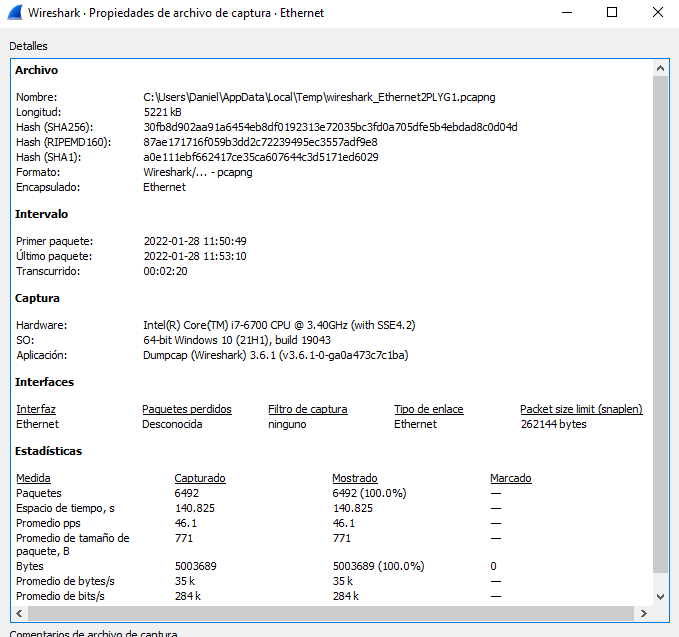 Wireshark · Propiedades de archivo de captura · Ethernet
Detalles
Archivo
Nombre: C:\Users\Daniel\AppData\Local\Temp\wireshark_Ethernet2PLYG1.pcapng
Longitud: 5221 kB
Hash (SHA256): 30fb8d902aa91a6454eb8df0192313e72035bc3fd0a705dfe5b4ebdad8c0d04d
Hash (RIPEMD160): 87ae171716f059b3dd2c72239495ec3557adf9e8
Hash (SHA1): a0e111ebf662417ce35ca607644c3d5171ed6029
Formato: Wireshark/... - pcapng
Encapsulado: Ethernet
Intervalo
Primer paquete: 2022-01-28 11:50:49
Último paquete: 2022-01-28 11:53:10
Transcurrido: 00:02:20
Captura
Hardware: Intel(R) Core(TM) i7-6700 CPU @ 3.40GHz (with SSE4.2)
SO: 64-bit Windows 10 (21H1), build 19043
Aplicación: Dumpcap (Wireshark) 3.6.1 (v3.6.1-0-ga0a473c7c1ba)
Interfaces
Interfaz Paquetes perdidos Filtro de captura Tipo de enlace Packet size limit (snaplen)
Ethernet Desconocida ninguno Ethernet 262144 bytes
Estadísticas
Medida Capturado Mostrado Marcado
Paquetes 6492 6492 (100.0%) —
Espacio de tiempo, s 140.825 140.825 —
Promedio pps 46.1 46.1 —
Promedio de tamaño de
paquete, B 771 771 —
Bytes 5003689 5003689 (100.0%) 0
Promedio de bytes/s 35 k 35 k —
Promedio de bits/s 284 k 284 k —
Comentarios de archivo de captura